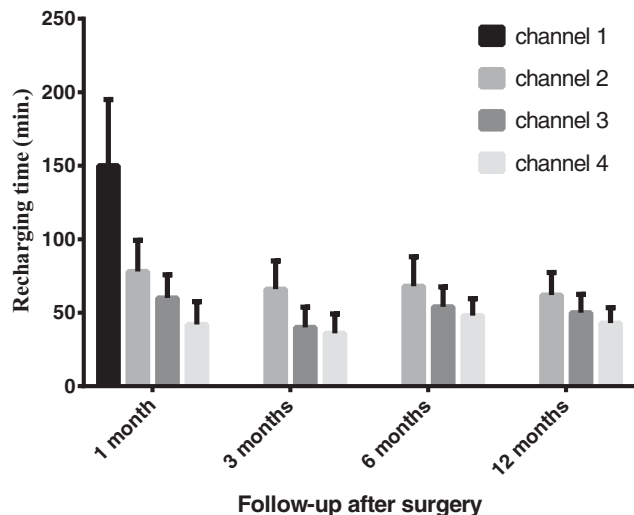 250
200
150
100
50
0
Recharging time (min.)
channel 1
channel 2
channel 3
channel 4
1 month
3 months
6 months
12 months
Follow-up after surgery